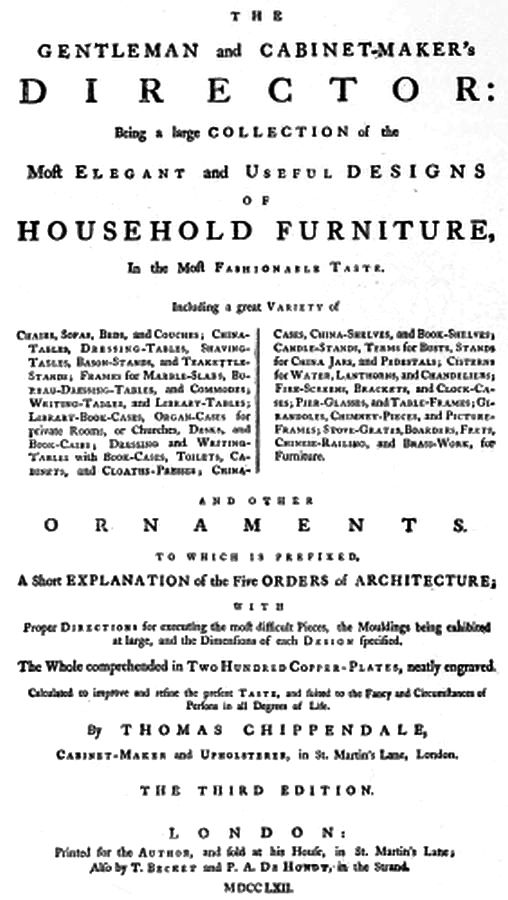 THE
GENTLEMAN and CABINET-MAKER's
DIRECTOR:
Being a large COLLECTION of the
Moſt ELEGANT and USEFUL DESIGNS
OF
HOUSEHOLD FURNITURE,
In the Moſt FASHIONABLE TASTE.
Including a great VARIETY of
CHAIRS, SOFAS, BEDS, and COUCHES; CHINA-
TABLES, DRESSING-TABLES, SHAVING-
TABLES, BASON-STANDS, and TEAKETTLE-
STANDS; FRAMES for MARBLE-SLABS, BU-
REAU-DRESSING-TABLES, and COMMODES;
WRITING-TABLES, and LIBRARY-TABLES;
LIBRARY-BOOK-CASES, ORGAN-CASES for
private Rooms, or Churches, DESKS, and
BOOK-CASES; DRESSING and WRITING-
TABLES with BOOK-CASES, TOILETS, CA-
BINETS, and CLOATHS-PRESSES; CHINA-
CASES, CHINA-SHELVES, and BOOK-SHELVES;
CANDLE-STANDS, TERMS for BUSTS, STANDS
for CHINA JARS, and PEDESTALS; CISTERNS
for WATER, LANTHORNS, and CHANDELIERS;
FIRE-SCREENS, BRACKETS, and CLOCK-CA-
SES; PIER-GLASSES, and TABLE-FRAMES; GI-
RANDOLES, CHIMNEY-PIECES, and PICTURE-
FRAMES; STOVE-GRATES, BOARDERS, FRETS,
CHINESE-RAILING, and BRASS-WORK, for
Furniture.
AND OTHER
ORNAMENTS.
TO WHICH IS PREFIXED,
A Short EXPLANATION of the Five ORDERS of ARCHITECTURE;
WITH
Proper DIRECTIONS for executing the moſt difficult Pieces, the Mouldings being exhibited
at large, and the Dimenſions of each DESIGN ſpecified.
The Whole comprehended in TWO HUNDRED COPPER-PLATES, neatly engraved.
Calculated to improve and refine the preſent TASTE, and ſuited to the Fancy and Circumſtances of
Perſons in all Degrees of Life.
By THOMAS CHIPPENDALE,
CABINET-MAKER and UPHOLSTERER, in St. Martin's Lane, London.
THE THIRD EDITION.
LONDON:
Printed for the AUTHOR, and ſold at his Houſe, in St. Martin's Lane;
Alſo by T. BECKET and P. A. DE HONDT, in the Strand.
MDCCLXII.